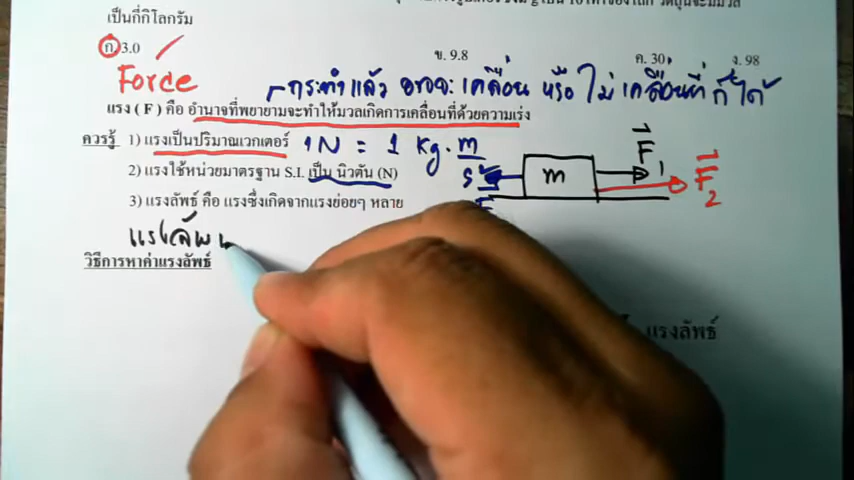 เป็นกี่กิโลกรัม
ก. 3.0 ข. 9.8 ค. 30 ง. 98
Force กระทำแล้ว อาจจะ เคลื่อน หรือ ไม่ เคลื่อนที่ ก็ ได้
แรง ( F ) คือ อำนาจที่พยายามจะทำให้มวลเกิดการเคลื่อนที่ด้วยความเร่ง
ควรรู้ 1) แรงเป็นปริมาณเวกเตอร์ 1N = 1 kg. m
s²
2) แรงใช้หน่วยมาตรฐาน S.I. เป็น นิวตัน (N)
m F 1 F 2
3) แรงลัพธ์ คือ แรงซึ่งเกิดจากแรงย่อยๆ หลาย
แรงลัพ
วิธีการหาค่าแรงลัพธ์
แรงลัพธ์